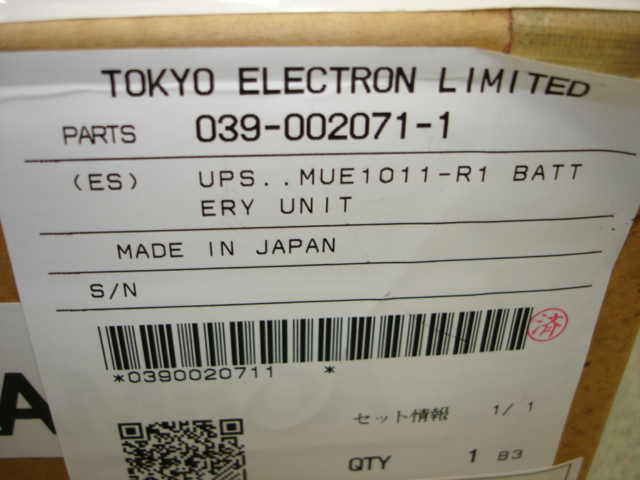 TOKYO ELECTRON LIMITED
PARTS 039-002071-1
(ES) UPS..MUE1011-R1 BATT
ERY UNIT
MADE IN JAPAN
S/N
*0390020711 *
済
セット情報 1/ 1
QTY 1 B3
A